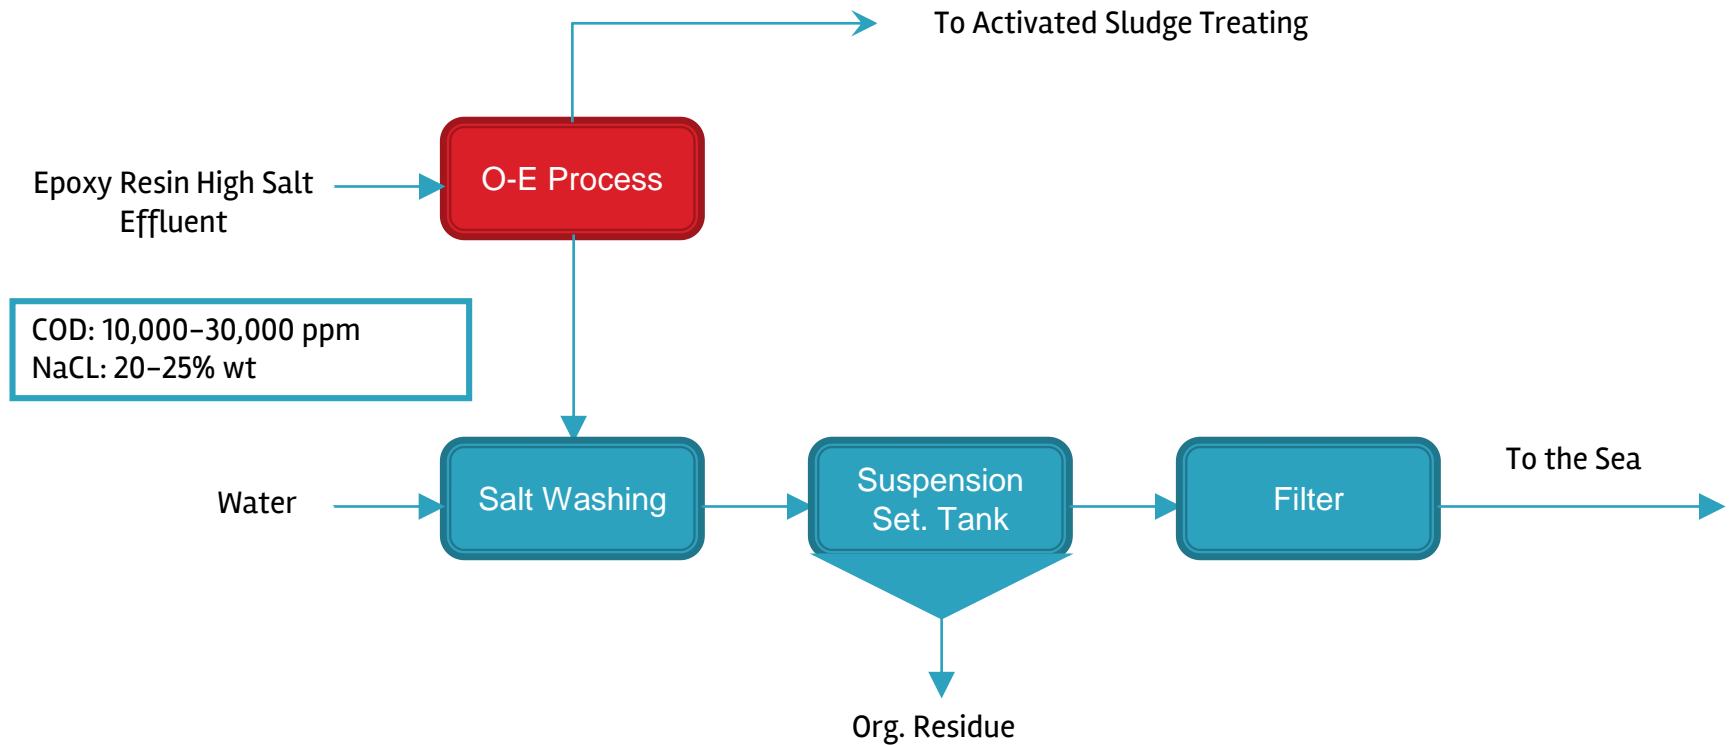 To Activated Sludge Treating
O-E Process
Epoxy Resin High Salt
Effluent
COD: 10,000–30,000 ppm
NaCL: 20–25% wt
Water
Salt Washing
Suspension
Set. Tank
Filter
To the Sea
Org. Residue